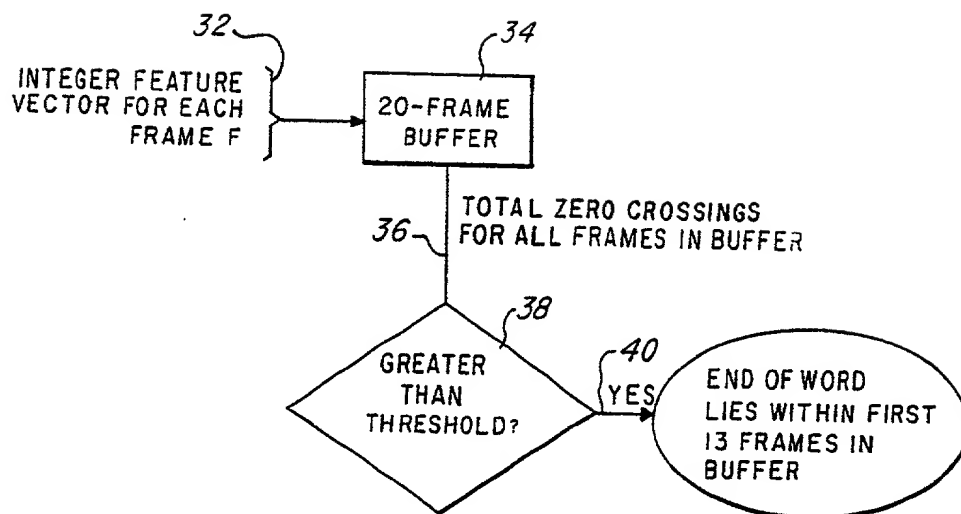 32
34
INTEGER FEATURE
VECTOR FOR EACH
FRAME F
20-FRAME
BUFFER
36
TOTAL ZERO CROSSINGS
FOR ALL FRAMES IN BUFFER
38
GREATER
THAN
THRESHOLD?
40
YES
END OF WORD
LIES WITHIN FIRST
13 FRAMES IN
BUFFER